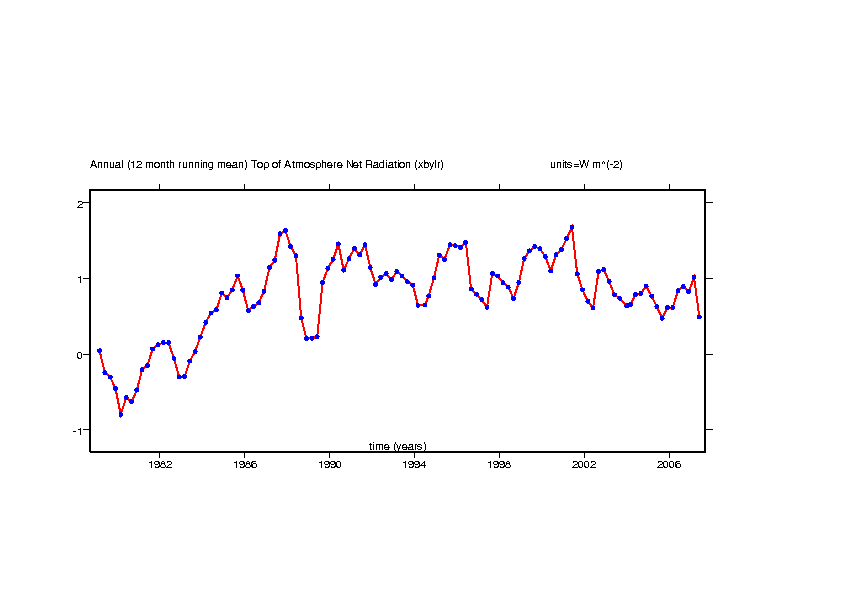 Annual (12 month running mean) Top of Atmosphere Net Radiation (xbylr) units=W m^(-2)
2
1
0
-1
time (years)
1982 1986 1990 1994 1998 2002 2006